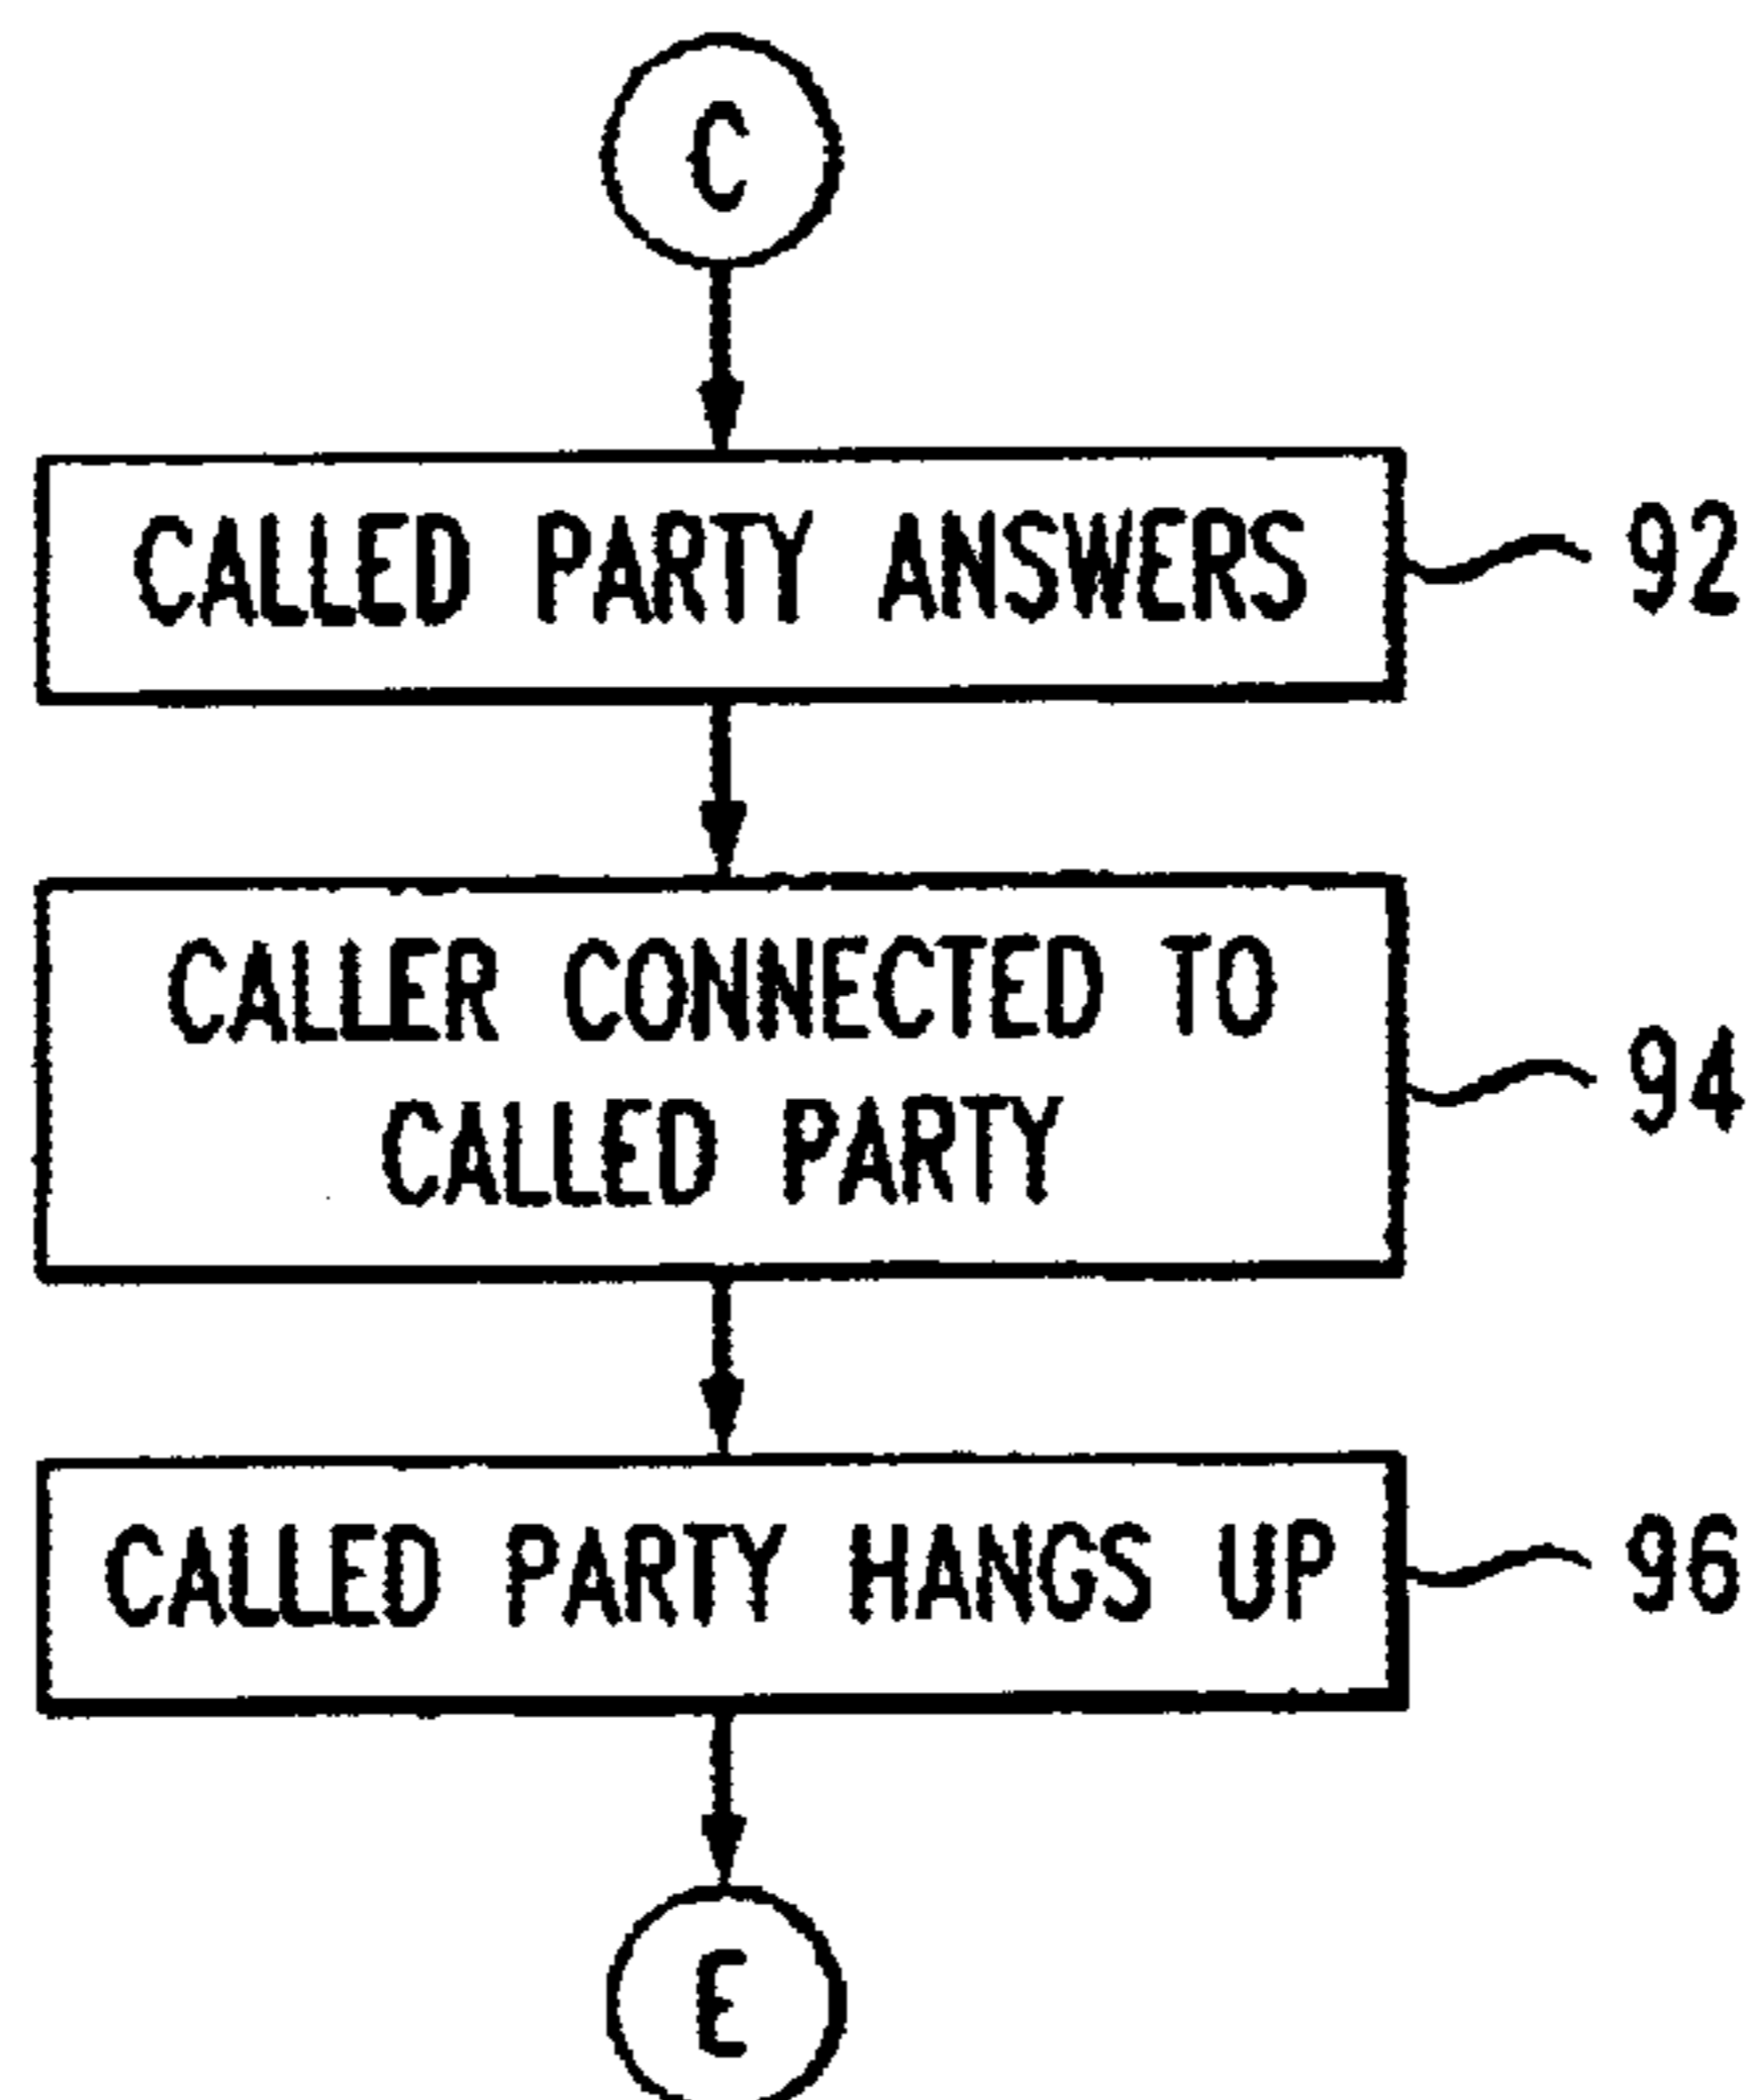 C
CALLED PARTY ANSWERS
92
CALLER CONNECTED TO
CALLED PARTY
94
CALLED PARTY HANGS UP
96
E